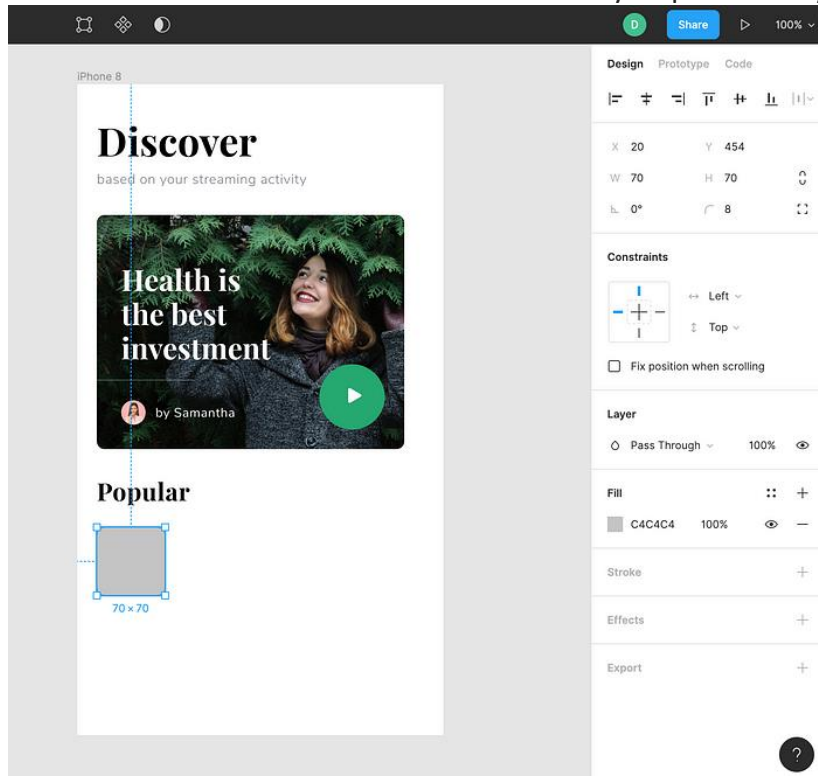 D Share 100%
iPhone 8
Discover
based on your streaming activity
Health is
the best
investment
by Samantha
Popular
70 × 70
Design Prototype Code
X 20 Y 454
W 70 H 70
0° 8
Constraints
Left
Top
Fix position when scrolling
Layer
Pass Through 100%
Fill
C4C4C4 100%
Stroke
Effects
Export
?